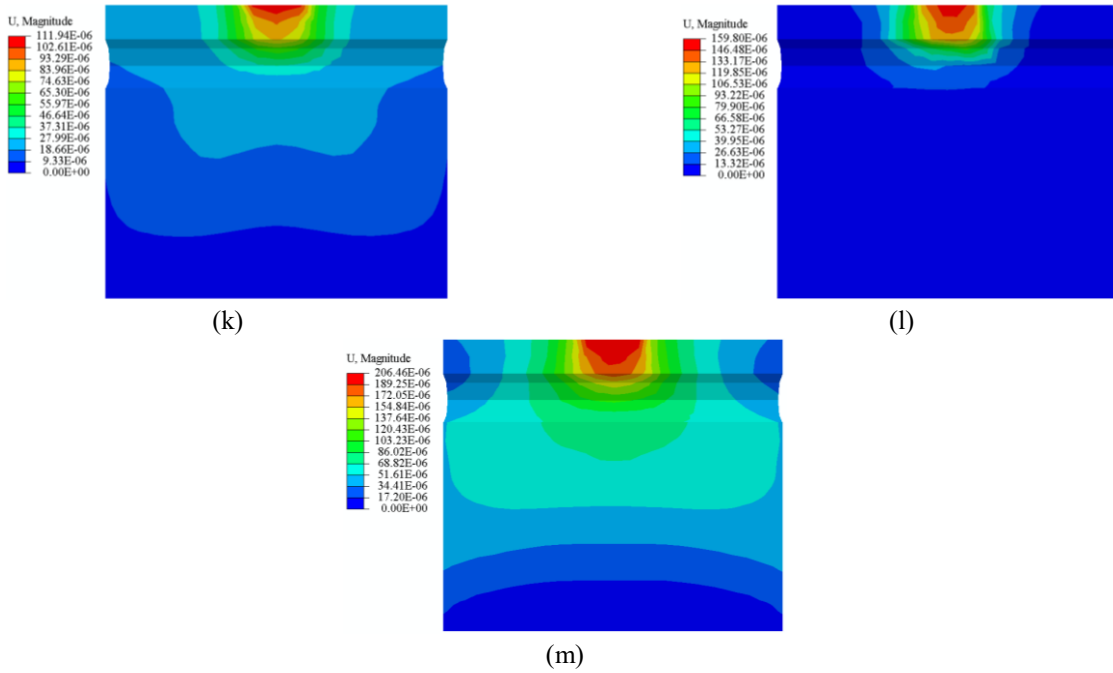 U, Magnitude
111.94E-06
102.61E-06
93.29E-06
83.96E-06
74.63E-06
65.30E-06
55.97E-06
46.64E-06
37.31E-06
27.99E-06
18.66E-06
9.33E-06
0.00E+00
(k)
U, Magnitude
159.80E-06
146.48E-06
133.17E-06
119.85E-06
106.53E-06
93.22E-06
79.90E-06
66.58E-06
53.27E-06
39.95E-06
26.63E-06
13.32E-06
0.00E+00
(l)
U, Magnitude
206.46E-06
189.25E-06
172.05E-06
154.84E-06
137.64E-06
120.43E-06
103.23E-06
86.02E-06
68.82E-06
51.61E-06
34.41E-06
17.20E-06
0.00E+00
(m)